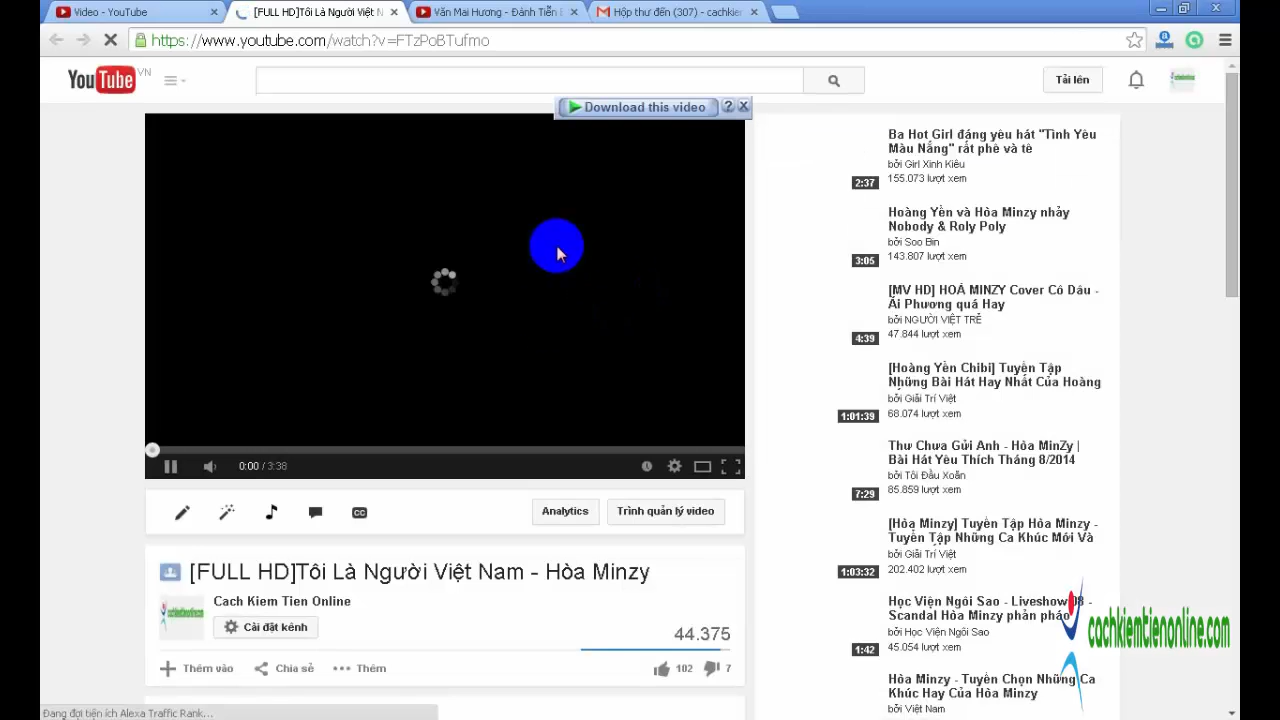 Video - YouTube
[FULL HD]Tôi Là Người Việt N
Văn Mai Hương - Đánh Tiền
Hộp thư đến (307) - cachkien
https://www.youtube.com/watch?v=FTzPoBTufmo
YouTube VN
Tải lên
Download this video ?
Ba Hot Girl đáng yêu hát "Tình Yêu
Màu Nắng" rất phê và tê
bởi Girl Xinh Kiêu
155.073 lượt xem
2:37
Hoàng Yến và Hòa Minzy nhảy
Nobody & Roly Poly
bởi Soo Bin
143.807 lượt xem
3:05
[MV HD] HOÀ MINZY Cover Cô Dâu -
Ái Phương quá Hay
bởi NGƯỜI VIỆT TRẺ
47.844 lượt xem
4:39
[Hoàng Yến Chibi] Tuyển Tập
Những Bài Hát Hay Nhất Của Hoàng
bởi Giải Trí Việt
68.074 lượt xem
1:01:39
Thư Chưa Gửi Anh - Hòa MinZy |
Bài Hát Yêu Thích Tháng 8/2014
bởi Tôi Đầu Xoăn
85.859 lượt xem
7:29
[Hòa Minzy] Tuyển Tập Hòa Minzy -
Tuyển Tập Những Ca Khúc Mới Và
bởi Giải Trí Việt
202.402 lượt xem
1:03:32
Học Viện Ngôi Sao - Liveshow 08 -
Scandal Hòa Minzy phản pháo
bởi Học Viện Ngôi Sao
45.054 lượt xem
1:42
Hòa Minzy - Tuyển Chọn Những Ca
Khúc Hay Của Hòa Minzy
bởi Việt Nam
0:00 / 3:38
CC
Analytics
Trình quản lý video
[FULL HD]Tôi Là Người Việt Nam - Hòa Minzy
Cach Kiem Tien Online
Cài đặt kênh
44.375
Thêm vào
Chia sẻ
Thêm
102
7
cachkiemtienonline.com
Đang đợi tiện ích Alexa Traffic Rank...